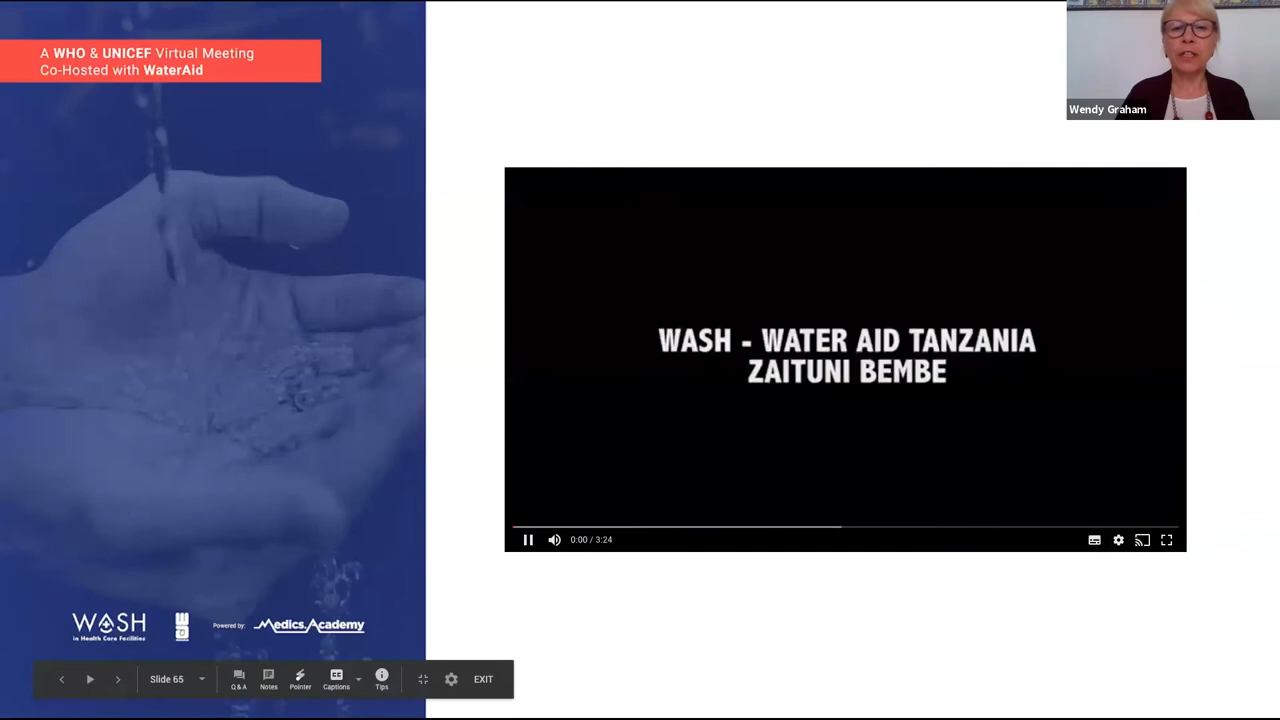 A WHO & UNICEF Virtual Meeting
Co-Hosted with WaterAid
Wendy Graham
WASH - WATER AID TANZANIA
ZAITUNI BEMBE
0:00 / 3:24
WASH
in Health Care Facilities
Powered by:
Medics.Academy
Slide 65
Q & A
Notes
Pointer
CC
Captions
Tips
EXIT